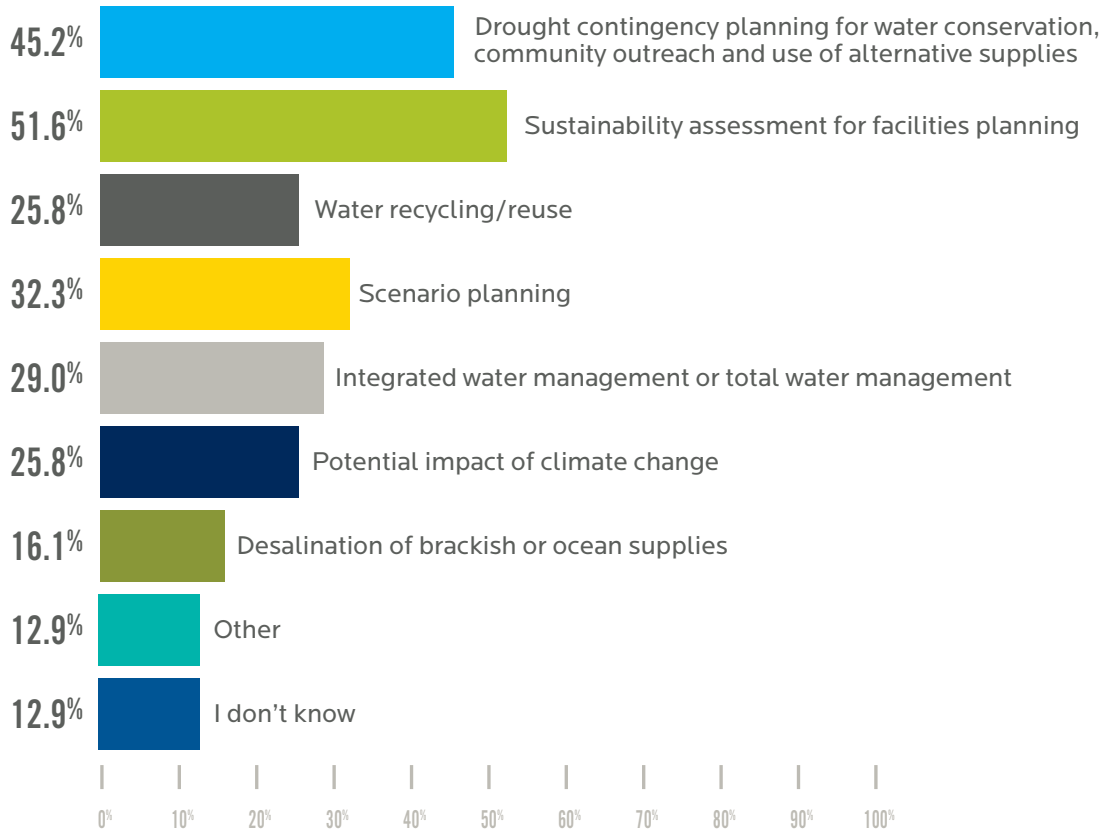 45.2% Drought contingency planning for water conservation,
community outreach and use of alternative supplies
51.6% Sustainability assessment for facilities planning
25.8% Water recycling/reuse
32.3% Scenario planning
29.0% Integrated water management or total water management
25.8% Potential impact of climate change
16.1% Desalination of brackish or ocean supplies
12.9% Other
12.9% I don’t know
0% 10% 20% 30% 40% 50% 60% 70% 80% 90% 100%